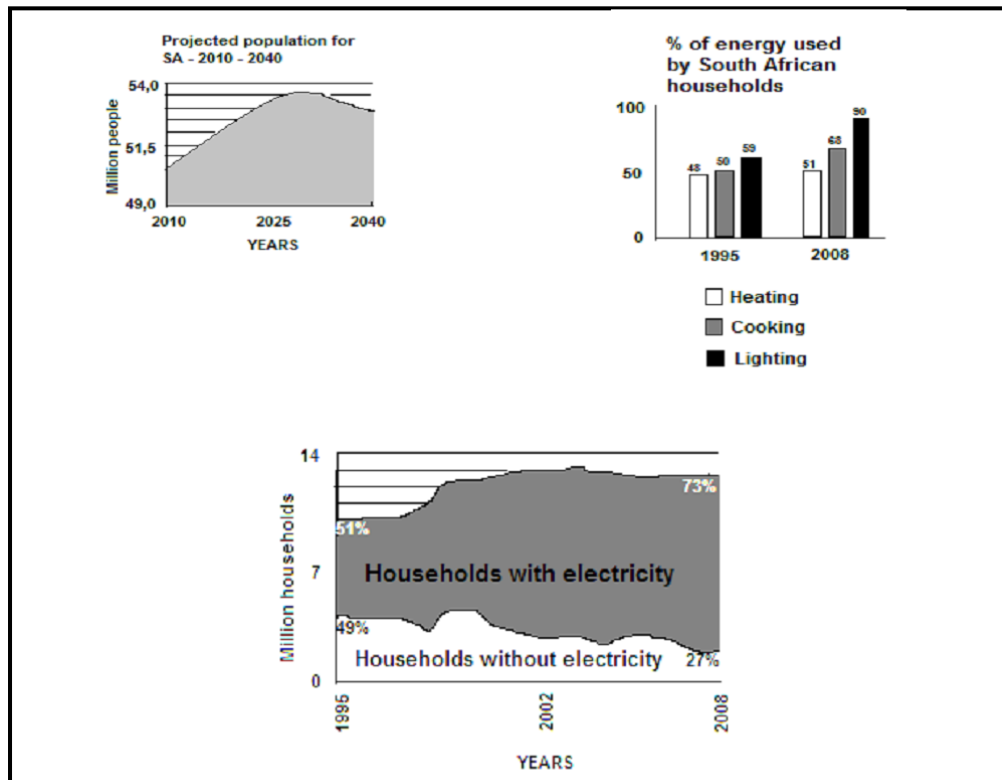 Projected population for
SA - 2010 - 2040
Million people
54,0
51,5
49,0
2010 2025 2040
YEARS
% of energy used
by South African
households
100
50
0
48 50 59 51 68 90
1995 2008
Heating
Cooking
Lighting
Million households
14
7
0
51%
73%
Households with electricity
49%
Households without electricity 27%
1995 2002 2008
YEARS